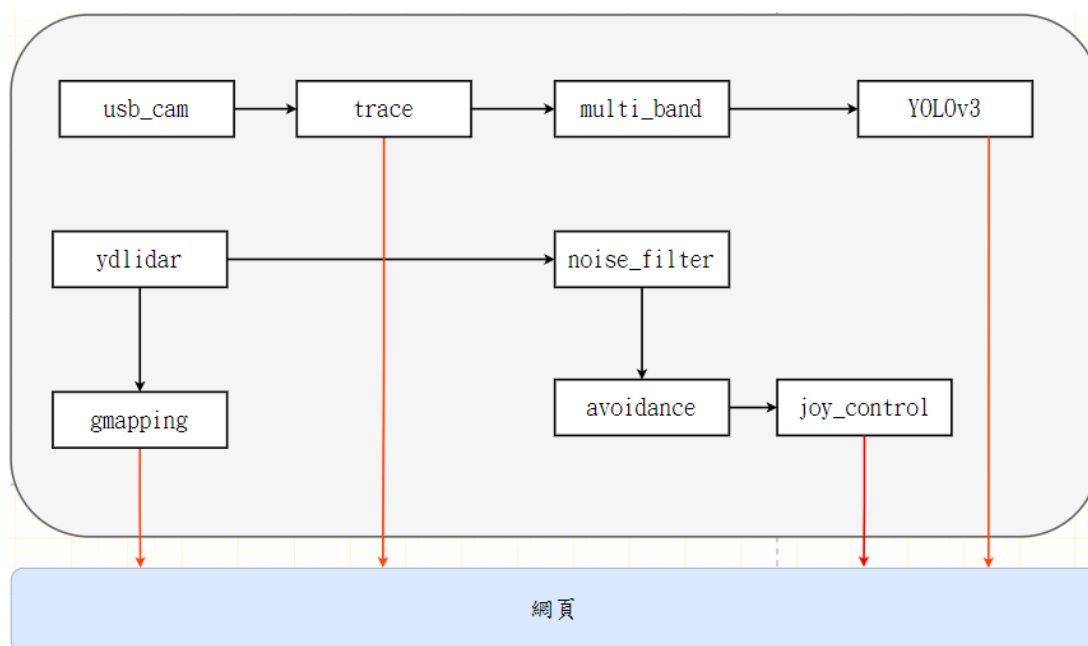 usb_cam
trace
multi_band
YOLOv3
ydlidar
noise_filter
gmapping
avoidance
joy_control
網頁